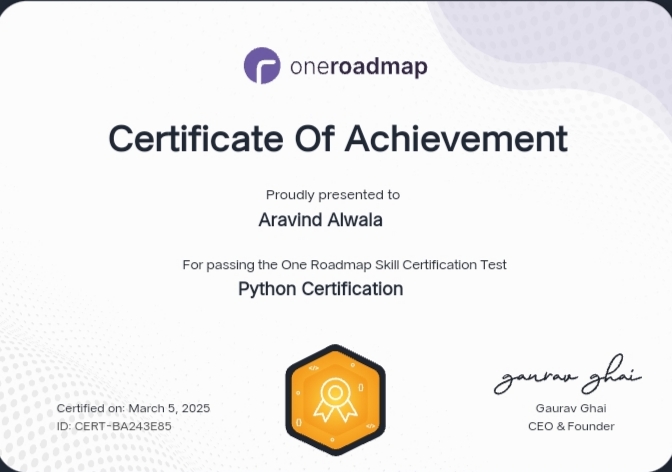 oneroadmap
Certificate Of Achievement
Proudly presented to
Aravind Alwala
For passing the One Roadmap Skill Certification Test
Python Certification
gaurav ghai
Certified on: March 5, 2025
Gaurav Ghai
ID: CERT-BA243E85
CEO & Founder